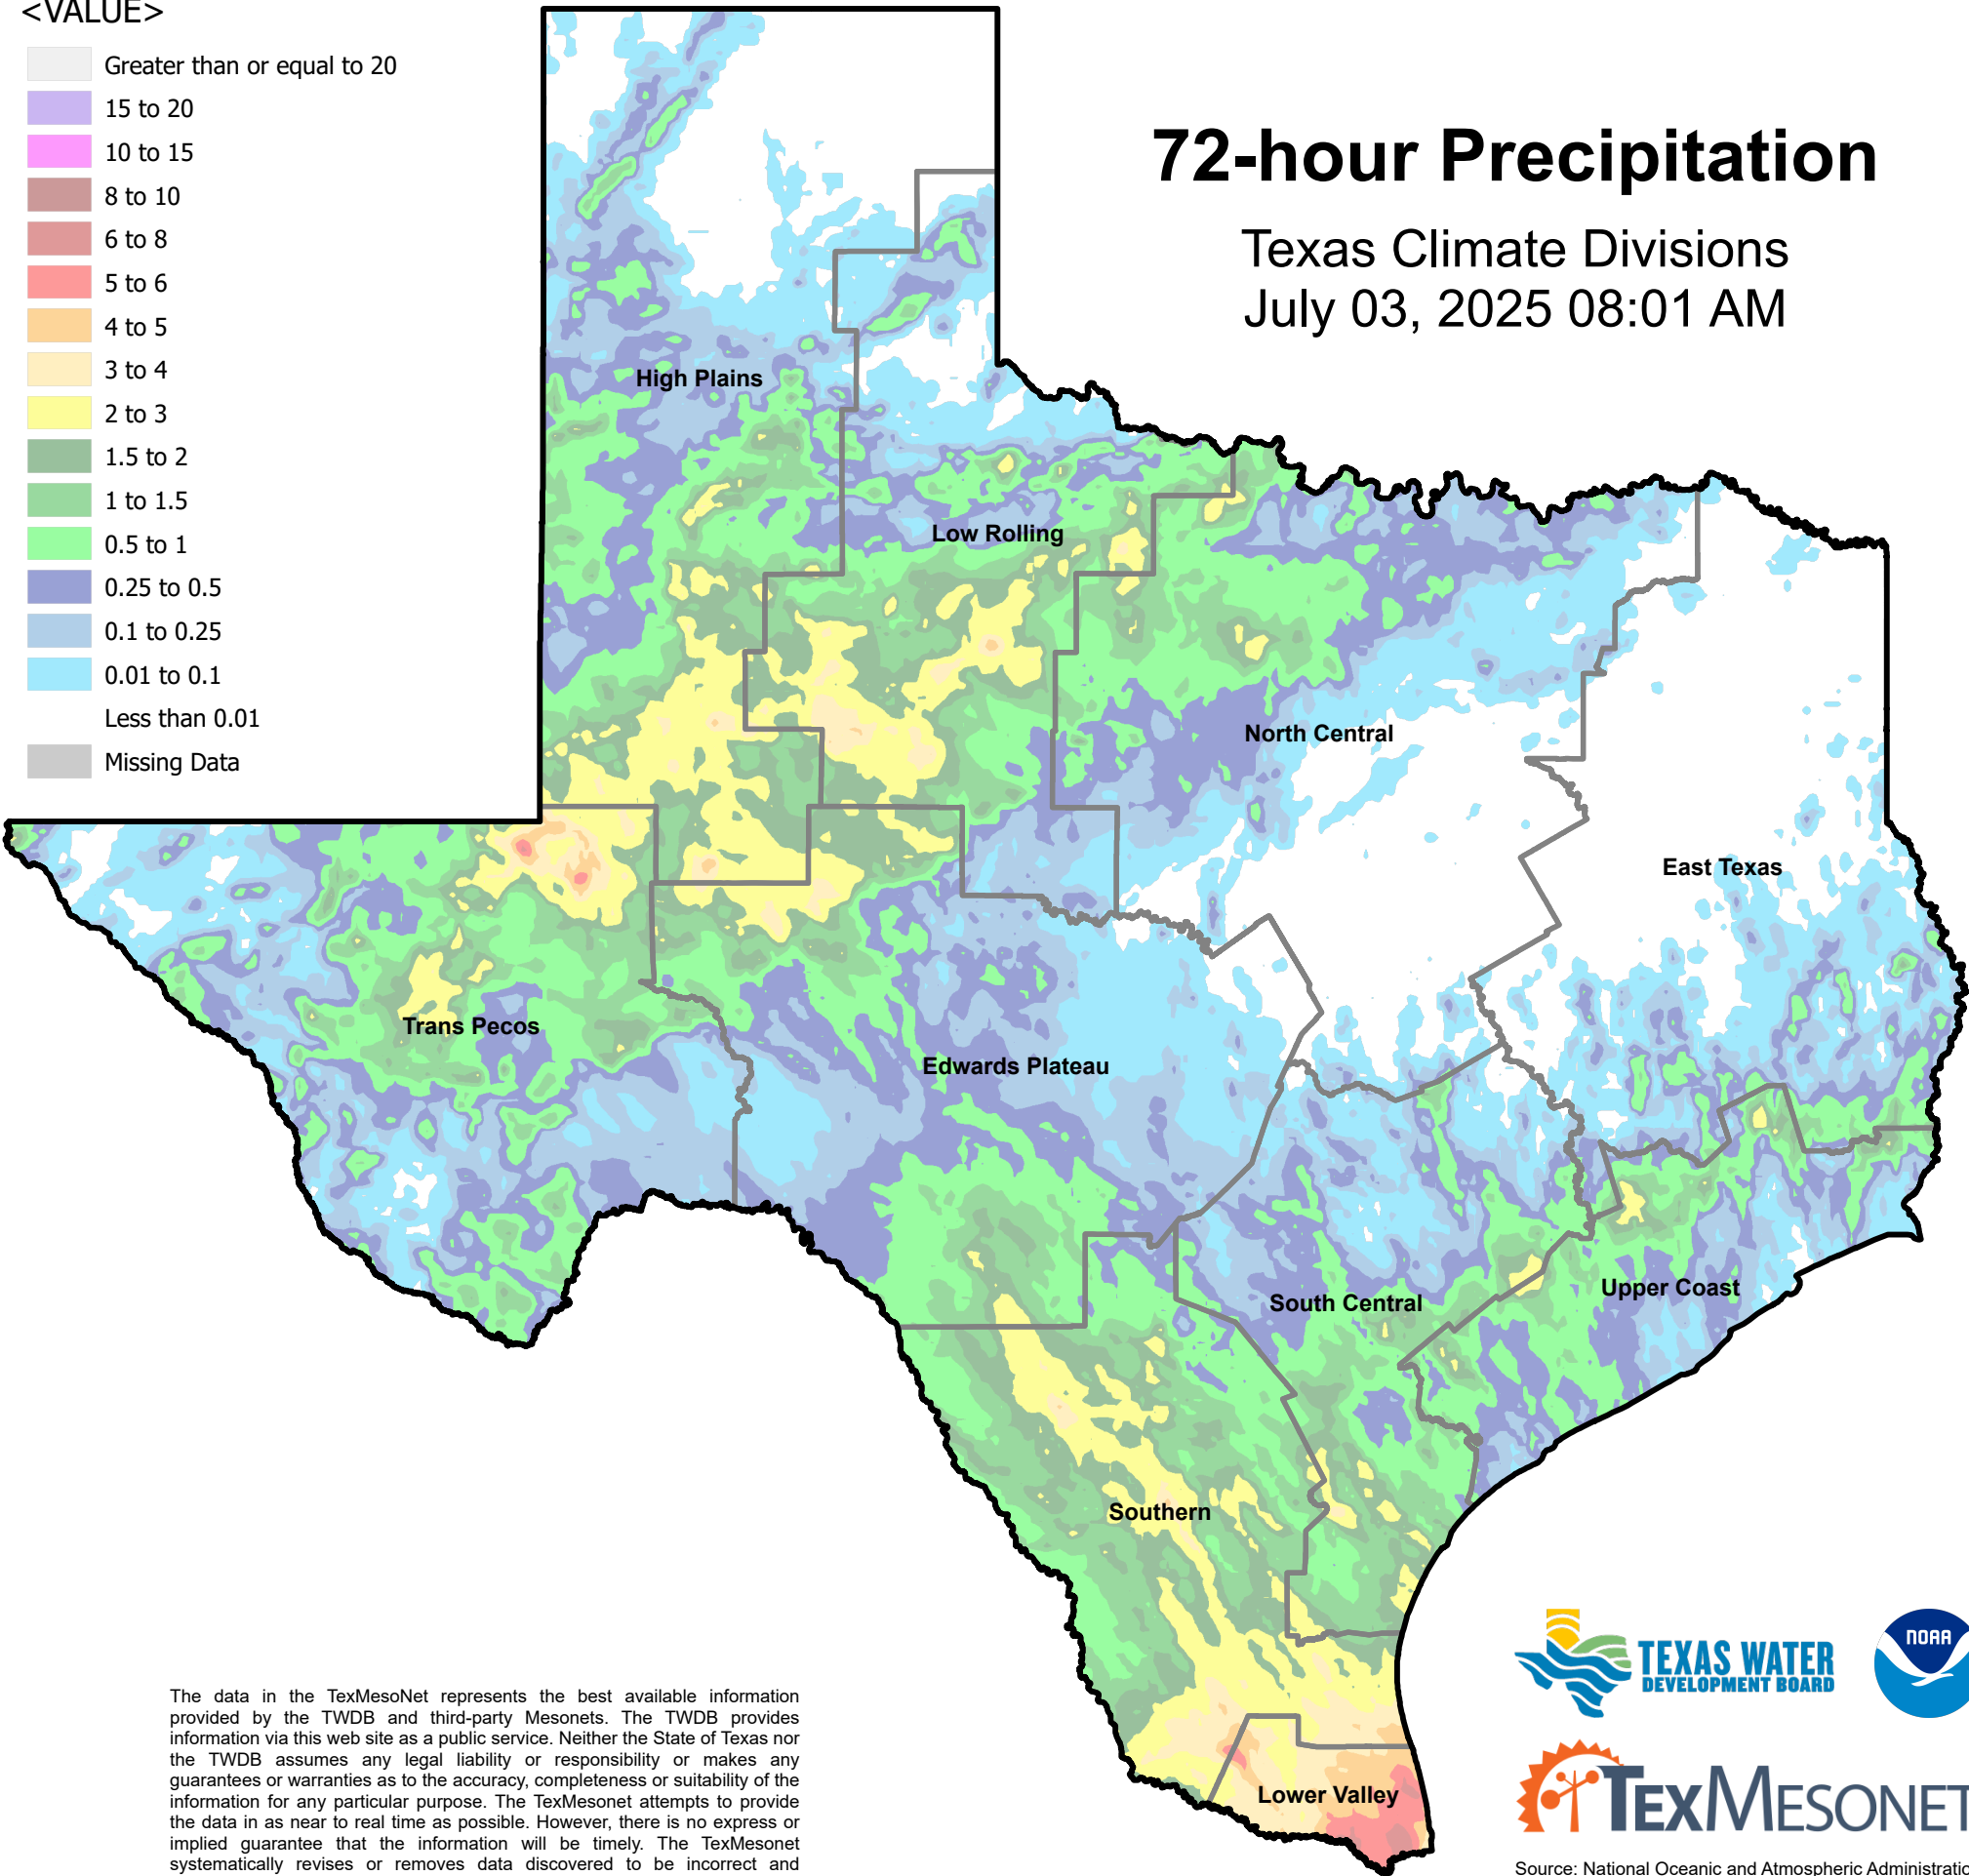 <VALUE>
Greater than or equal to 20
15 to 20
10 to 15
8 to 10
6 to 8
5 to 6
4 to 5
3 to 4
2 to 3
1.5 to 2
1 to 1.5
0.5 to 1
0.25 to 0.5
0.1 to 0.25
0.01 to 0.1
Less than 0.01
Missing Data
72-hour Precipitation
Texas Climate Divisions
July 03, 2025 08:01 AM
High Plains
Low Rolling
North Central
East Texas
Trans Pecos
Edwards Plateau
South Central
Upper Coast
Southern
Lower Valley
The data in the TexMesoNet represents the best available information
provided by the TWDB and third-party Mesonets. The TWDB provides
information via this web site as a public service. Neither the State of Texas nor
the TWDB assumes any legal liability or responsibility or makes any
guarantees or warranties as to the accuracy, completeness or suitability of the
information for any particular purpose. The TexMesonet attempts to provide
the data in as near to real time as possible. However, there is no express or
implied guarantee that the information will be timely. The TexMesonet
systematically revises or removes data discovered to be incorrect and
TEXAS WATER
DEVELOPMENT BOARD
NOAA
TEXMESONET
Source: National Oceanic and Atmospheric Administratio